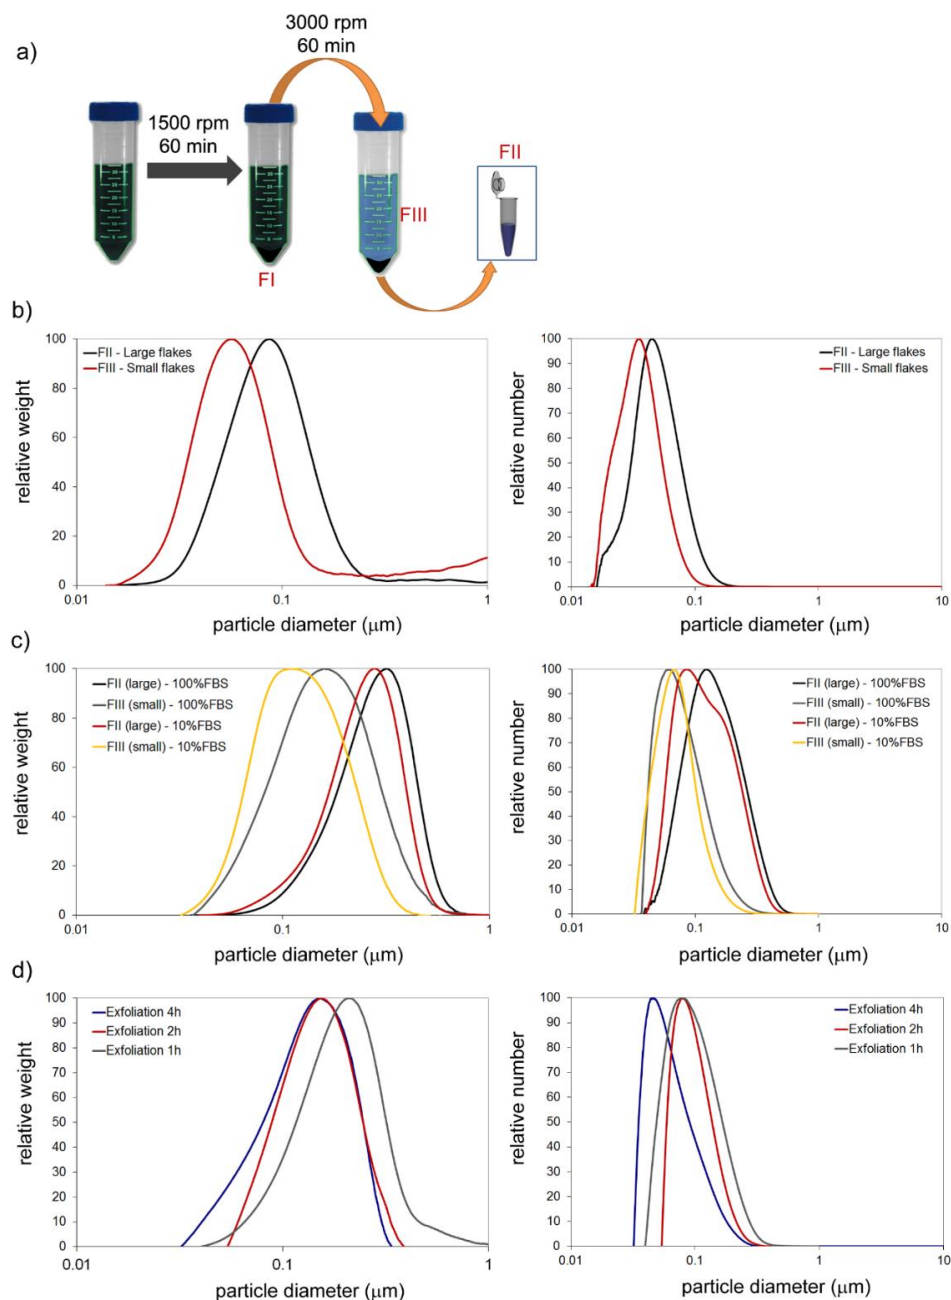 a)
3000 rpm
60 min
1500 rpm
60 min
FI
FIII
FII
b)
FII - Large flakes
FIII - Small flakes
relative weight
100
80
60
40
20
0
0.01
0.1
1
particle diameter (μm)
FII - Large flakes
FIII - Small flakes
relative number
100
90
80
70
60
50
40
30
20
10
0
0.01
0.1
1
10
particle diameter (μm)
c)
FII (large) - 100%FBS
FIII (small) - 100%FBS
FII (large) - 10%FBS
FIII (small) - 10%FBS
relative weight
100
80
60
40
20
0
0.01
0.1
1
particle diameter (μm)
FII (large) - 100%FBS
FIII (small) - 100%FBS
FII (large) - 10%FBS
FIII (small) - 10%FBS
relative number
100
90
80
70
60
50
40
30
20
10
0
0.01
0.1
1
10
particle diameter (μm)
d)
Exfoliation 4h
Exfoliation 2h
Exfoliation 1h
relative weight
100
90
80
70
60
50
40
30
20
10
0
0.01
0.1
1
particle diameter (μm)
Exfoliation 4h
Exfoliation 2h
Exfoliation 1h
relative number
100
90
80
70
60
50
40
30
20
10
0
0.01
0.1
1
10
particle diameter (μm)